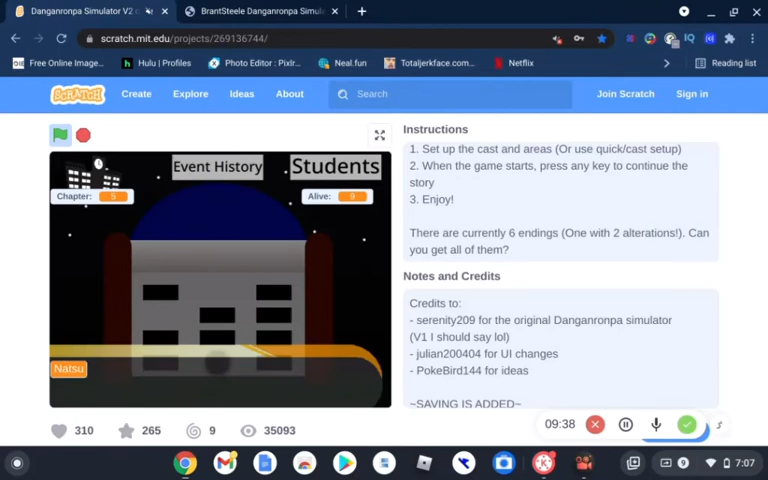 Danganronpa Simulator V2
BrantSteele Danganronpa Simul
scratch.mit.edu/projects/269136744/
Free Online Image...
Hulu | Profiles
Photo Editor : Pixlr...
Neal.fun
Totaljerkface.com...
Netflix
Reading list
SCRATCH
Create
Explore
Ideas
About
Search
Join Scratch
Sign in
Instructions
1. Set up the cast and areas (Or use quick/cast setup)
2. When the game starts, press any key to continue the
story
3. Enjoy!
There are currently 6 endings (One with 2 alterations!). Can
you get all of them?
Event History
Students
Chapter: 5
Alive: 9
Natsu
Notes and Credits
Credits to:
- serenity209 for the original Danganronpa simulator
(V1 I should say lol)
- julian200404 for UI changes
- PokeBird144 for ideas
~SAVING IS ADDED~
310
265
9
35093
09:38
9
7:07